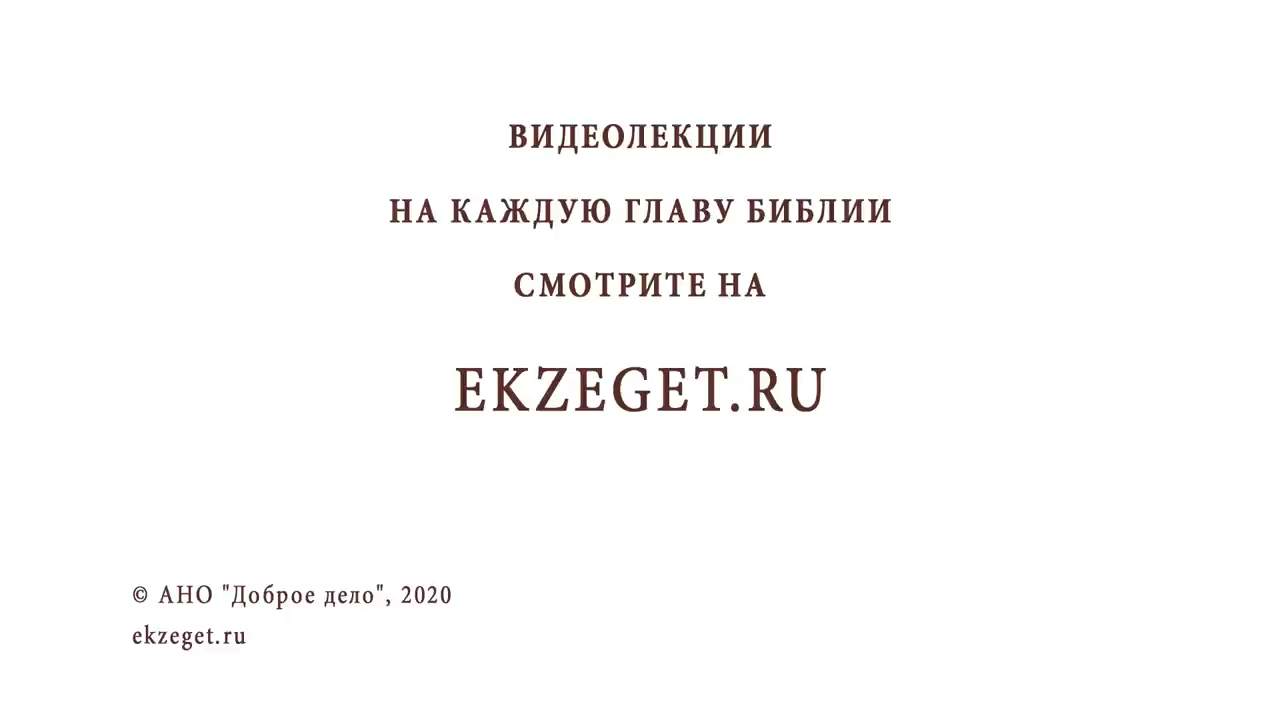 ВИДЕОЛЕКЦИИ
НА КАЖДУЮ ГЛАВУ БИБЛИИ
СМОТРИТЕ НА
EKZEGET.RU
© АНО "Доброе дело", 2020
ekzeget.ru